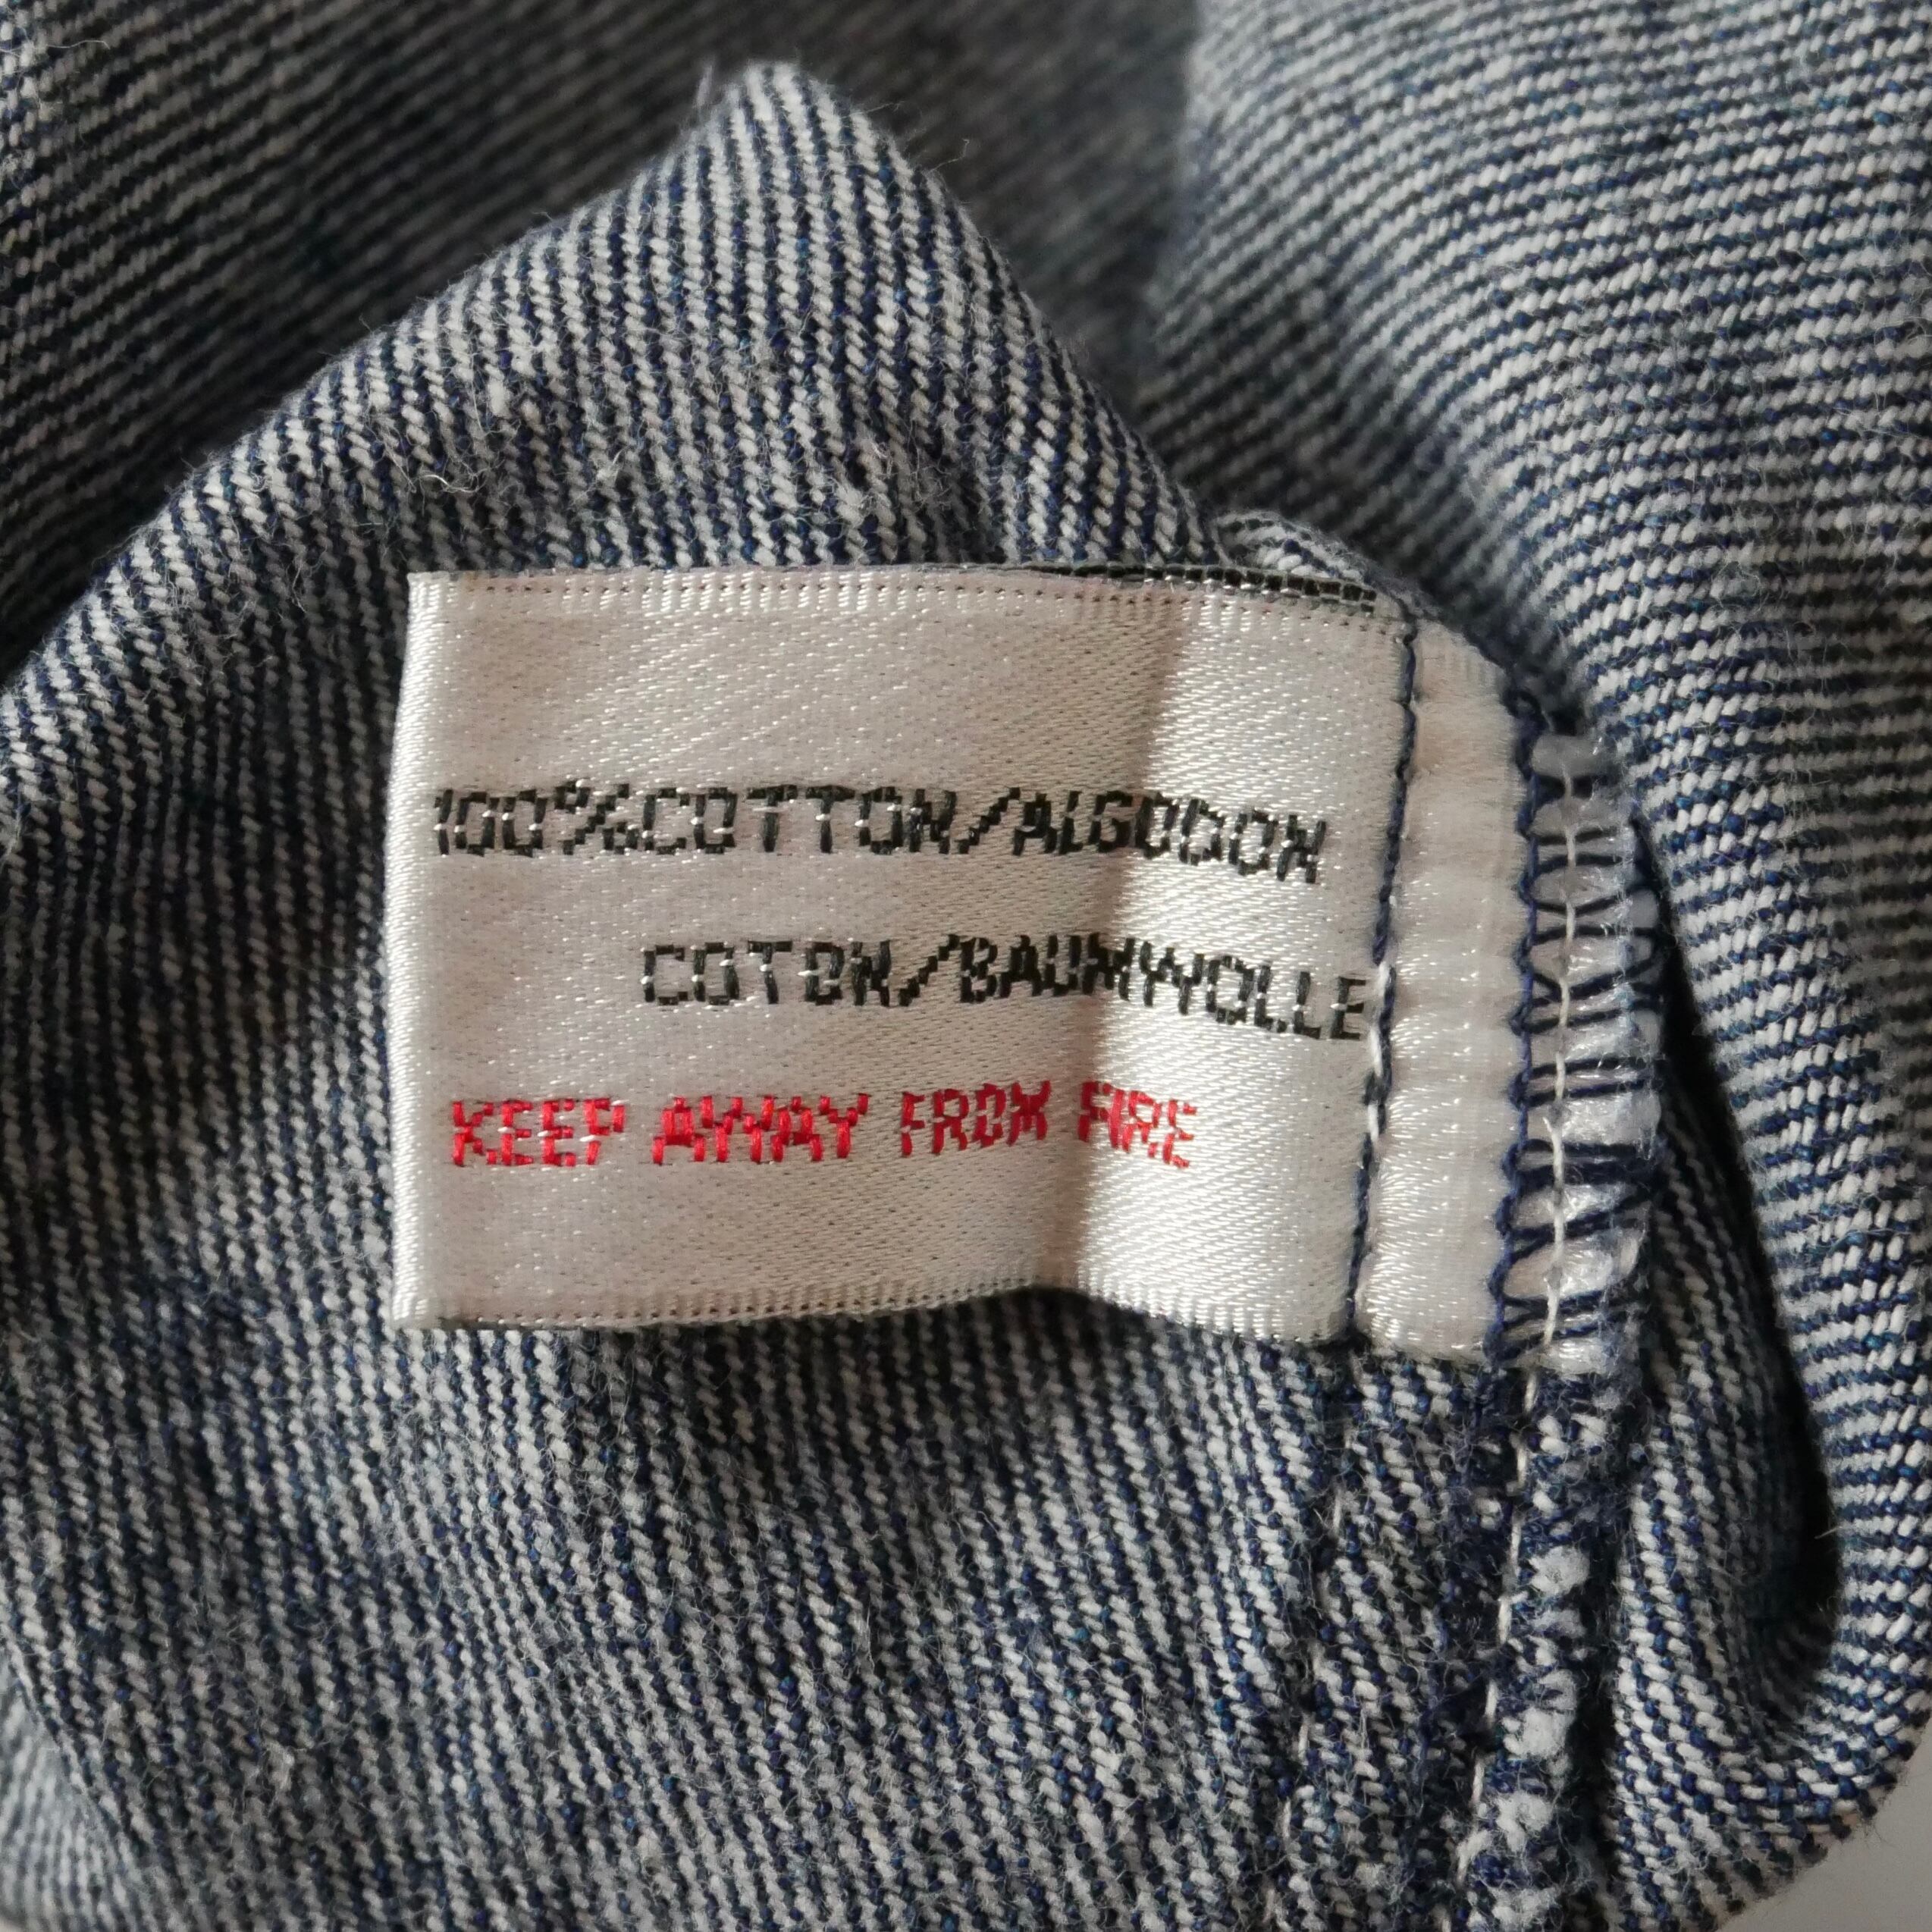 100%COTTON/ALGODON
COTON/BAUMWOLLE
KEEP AWAY FROM FIRE